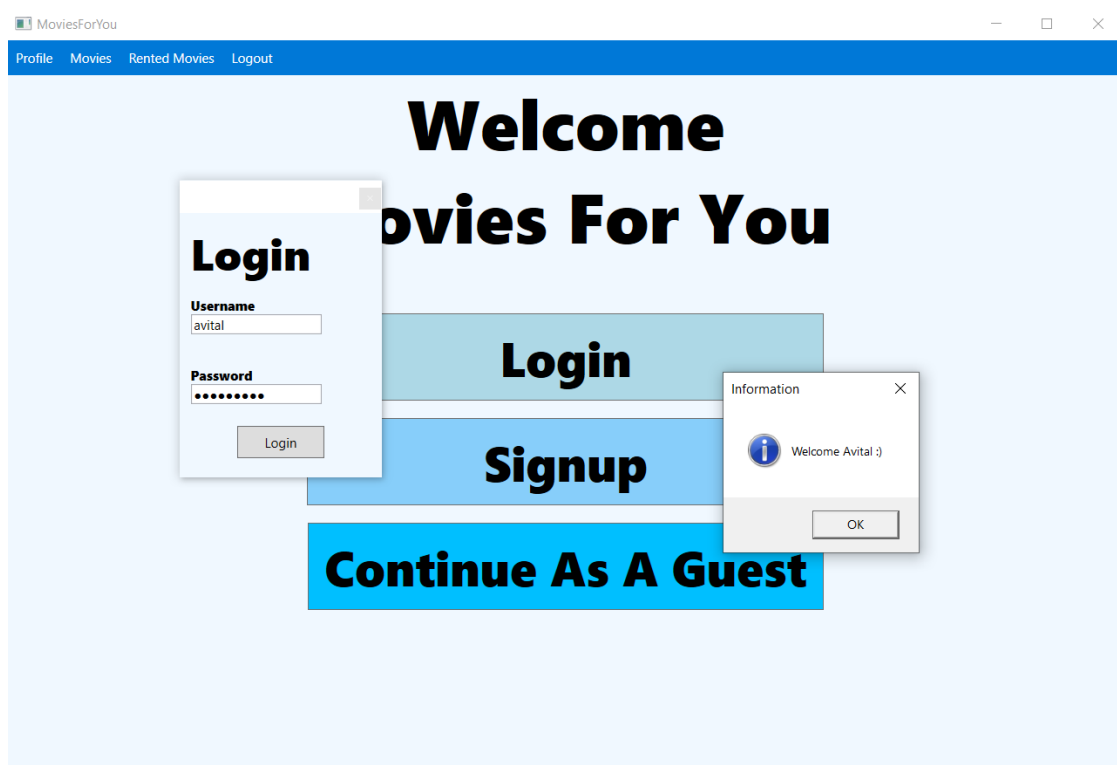 MoviesForYou
Profile Movies Rented Movies Logout
Welcome
ovies For You
Login
Username
avital
Password
●●●●●●●●●
Login
Login
Signup
Continue As A Guest
Information
Welcome Avital :)
OK